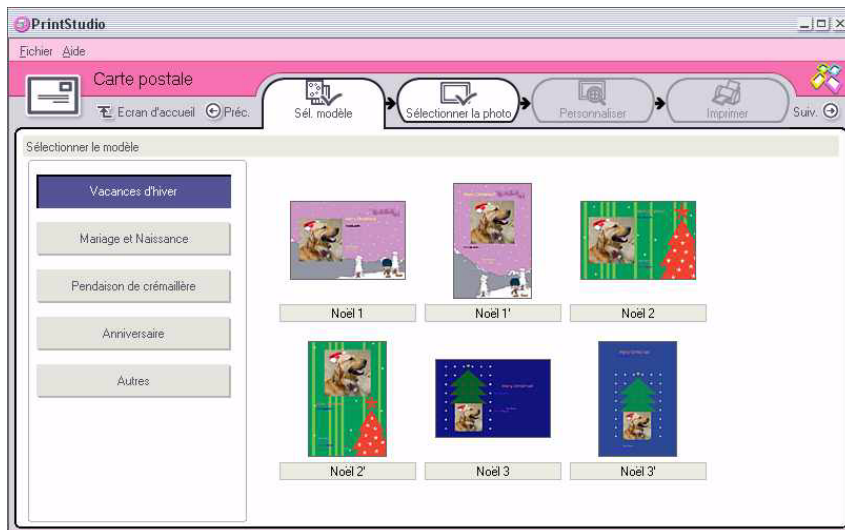 PrintStudio
Fichier Aide
Carte postale
Ecran d'accueil
Préc.
Sél. modèle
Sélectionner la photo
Personnaliser
Imprimer
Suiv.
Sélectionner le modèle
Vacances d'hiver
Mariage et Naissance
Pendaison de crémaillère
Anniversaire
Autres
Noël 1
Noël 1'
Noël 2
Noël 2'
Noël 3
Noël 3'